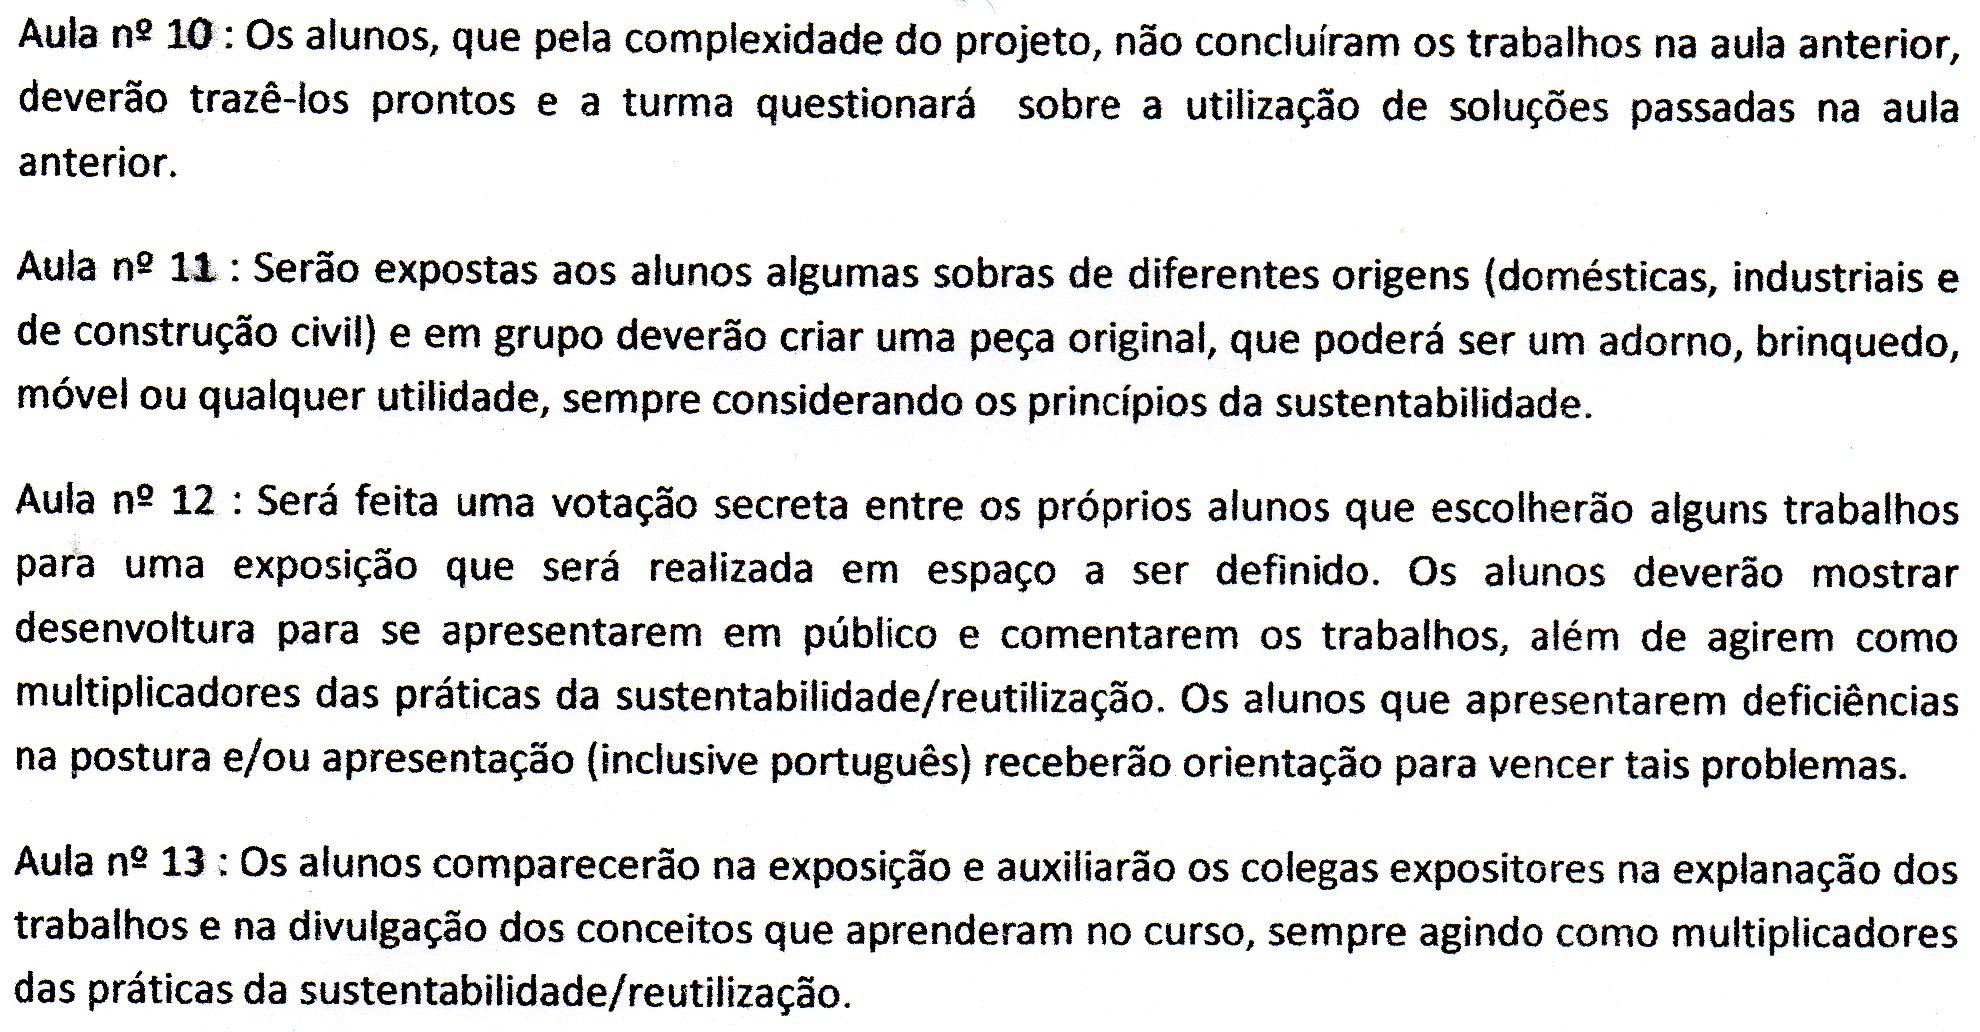 Aula nº 10 : Os alunos, que pela complexidade do projeto, não concluíram os trabalhos na aula anterior,
deverão trazê-los prontos e a turma questionará sobre a utilização de soluções passadas na aula
anterior.
Aula nº 11 : Serão expostas aos alunos algumas sobras de diferentes origens (domésticas, industriais e
de construção civil) e em grupo deverão criar uma peça original, que poderá ser um adorno, brinquedo,
móvel ou qualquer utilidade, sempre considerando os princípios da sustentabilidade.
Aula nº 12 : Será feita uma votação secreta entre os próprios alunos que escolherão alguns trabalhos
para uma exposição que será realizada em espaço a ser definido. Os alunos deverão mostrar
desenvoltura para se apresentarem em público e comentarem os trabalhos, além de agirem como
multiplicadores das práticas da sustentabilidade/reutilização. Os alunos que apresentarem deficiências
na postura e/ou apresentação (inclusive português) receberão orientação para vencer tais problemas.
Aula nº 13 : Os alunos comparecerão na exposição e auxiliarão os colegas expositores na explanação dos
trabalhos e na divulgação dos conceitos que aprenderam no curso, sempre agindo como multiplicadores
das práticas da sustentabilidade/reutilização.